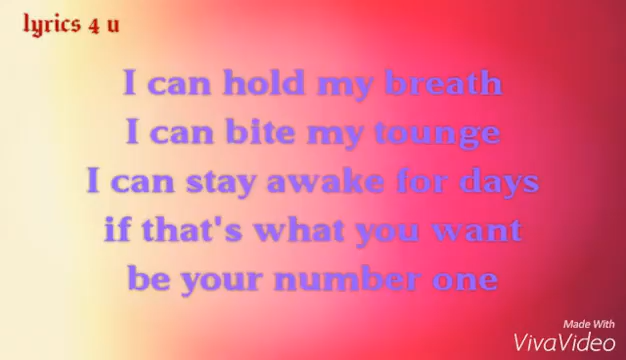 lyrics 4 u
I can hold my breath
I can bite my tounge
I can stay awake for days
if that's what you want
be your number one
Made With
VivaVideo